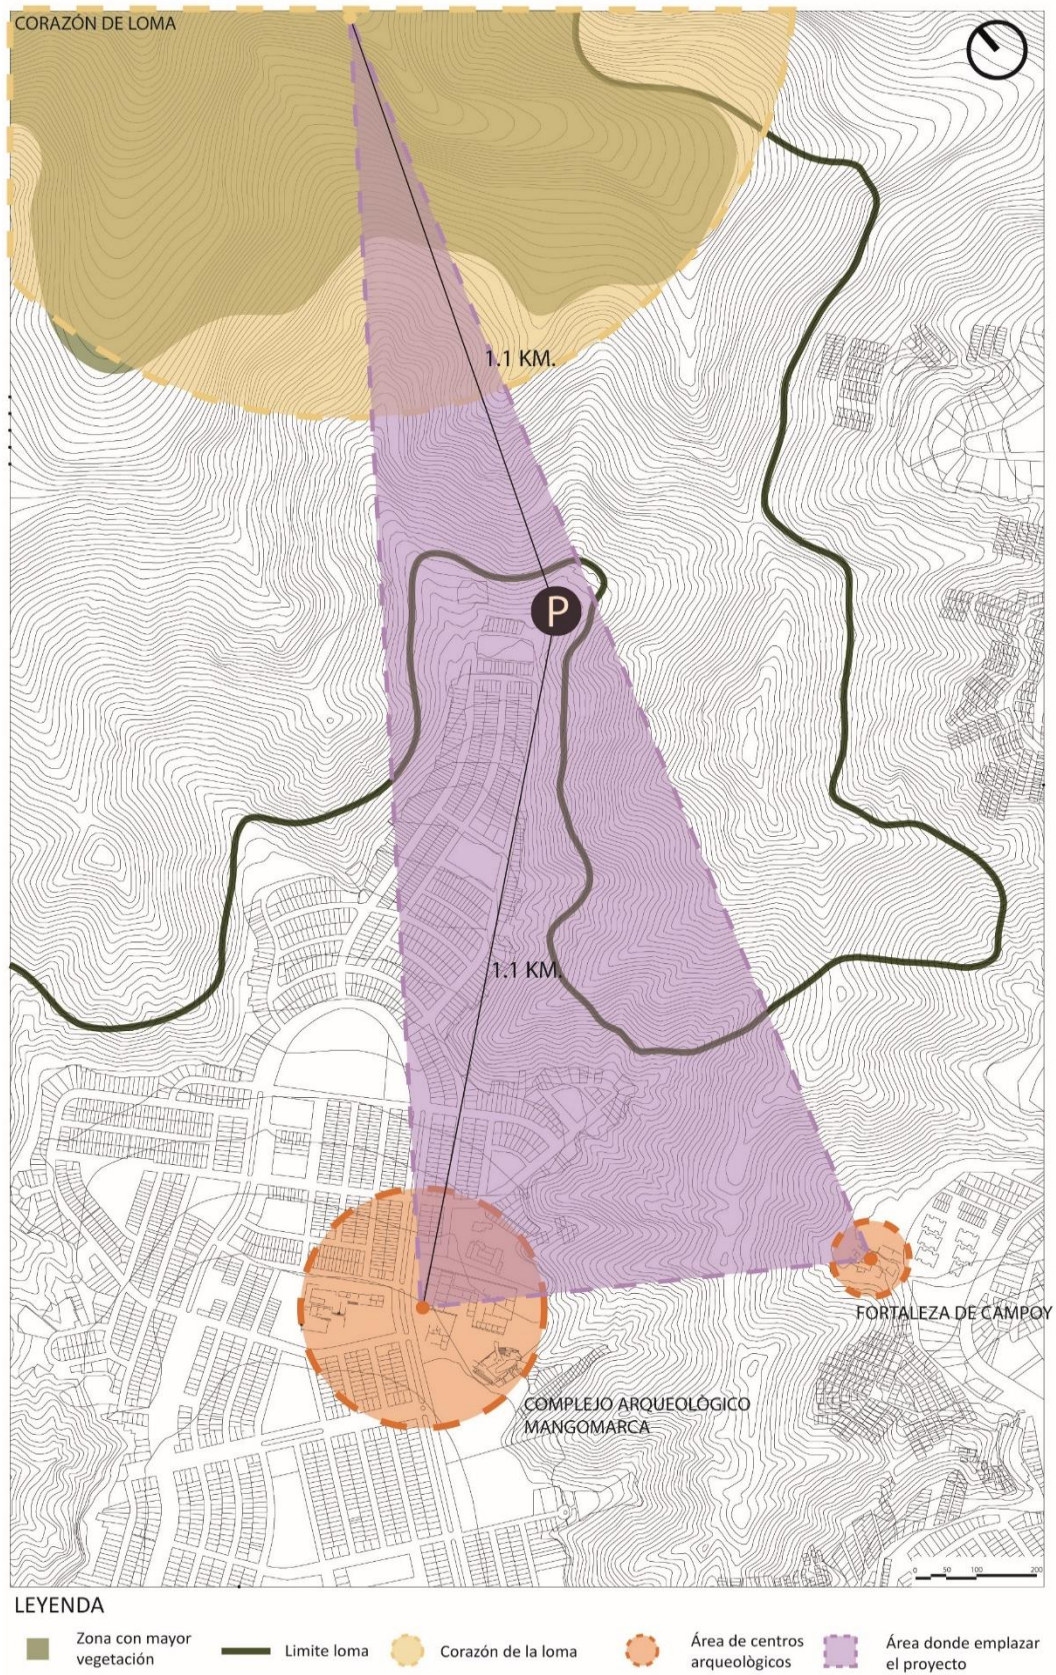 CORAZÓN DE LOMA
1.1 KM.
P
1.1 KM.
FORTALEZA DE CAMPOY
COMPLEJO ARQUEOLÒGICO
MANGOMARCA
0 50 100 200
LEYENDA
Zona con mayor
vegetación
Limite loma
Corazón de la loma
Área de centros
arqueològicos
Área donde emplazar
el proyecto